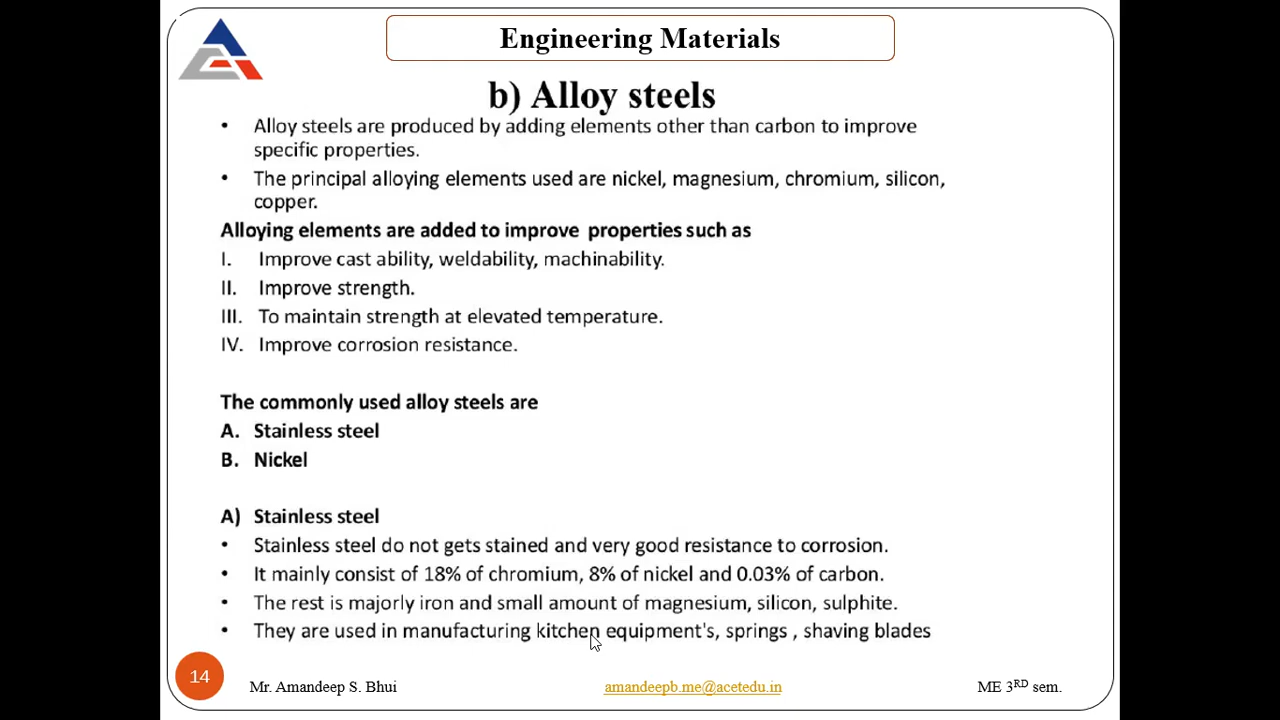 Engineering Materials
b) Alloy steels
• Alloy steels are produced by adding elements other than carbon to improve
specific properties.
• The principal alloying elements used are nickel, magnesium, chromium, silicon,
copper.
Alloying elements are added to improve properties such as
I. Improve cast ability, weldability, machinability.
II. Improve strength.
III. To maintain strength at elevated temperature.
IV. Improve corrosion resistance.
The commonly used alloy steels are
A. Stainless steel
B. Nickel
A) Stainless steel
• Stainless steel do not gets stained and very good resistance to corrosion.
• It mainly consist of 18% of chromium, 8% of nickel and 0.03% of carbon.
• The rest is majorly iron and small amount of magnesium, silicon, sulphite.
• They are used in manufacturing kitchen equipment's, springs , shaving blades
14 Mr. Amandeep S. Bhui amandeepb.me@acetedu.in ME 3RD sem.